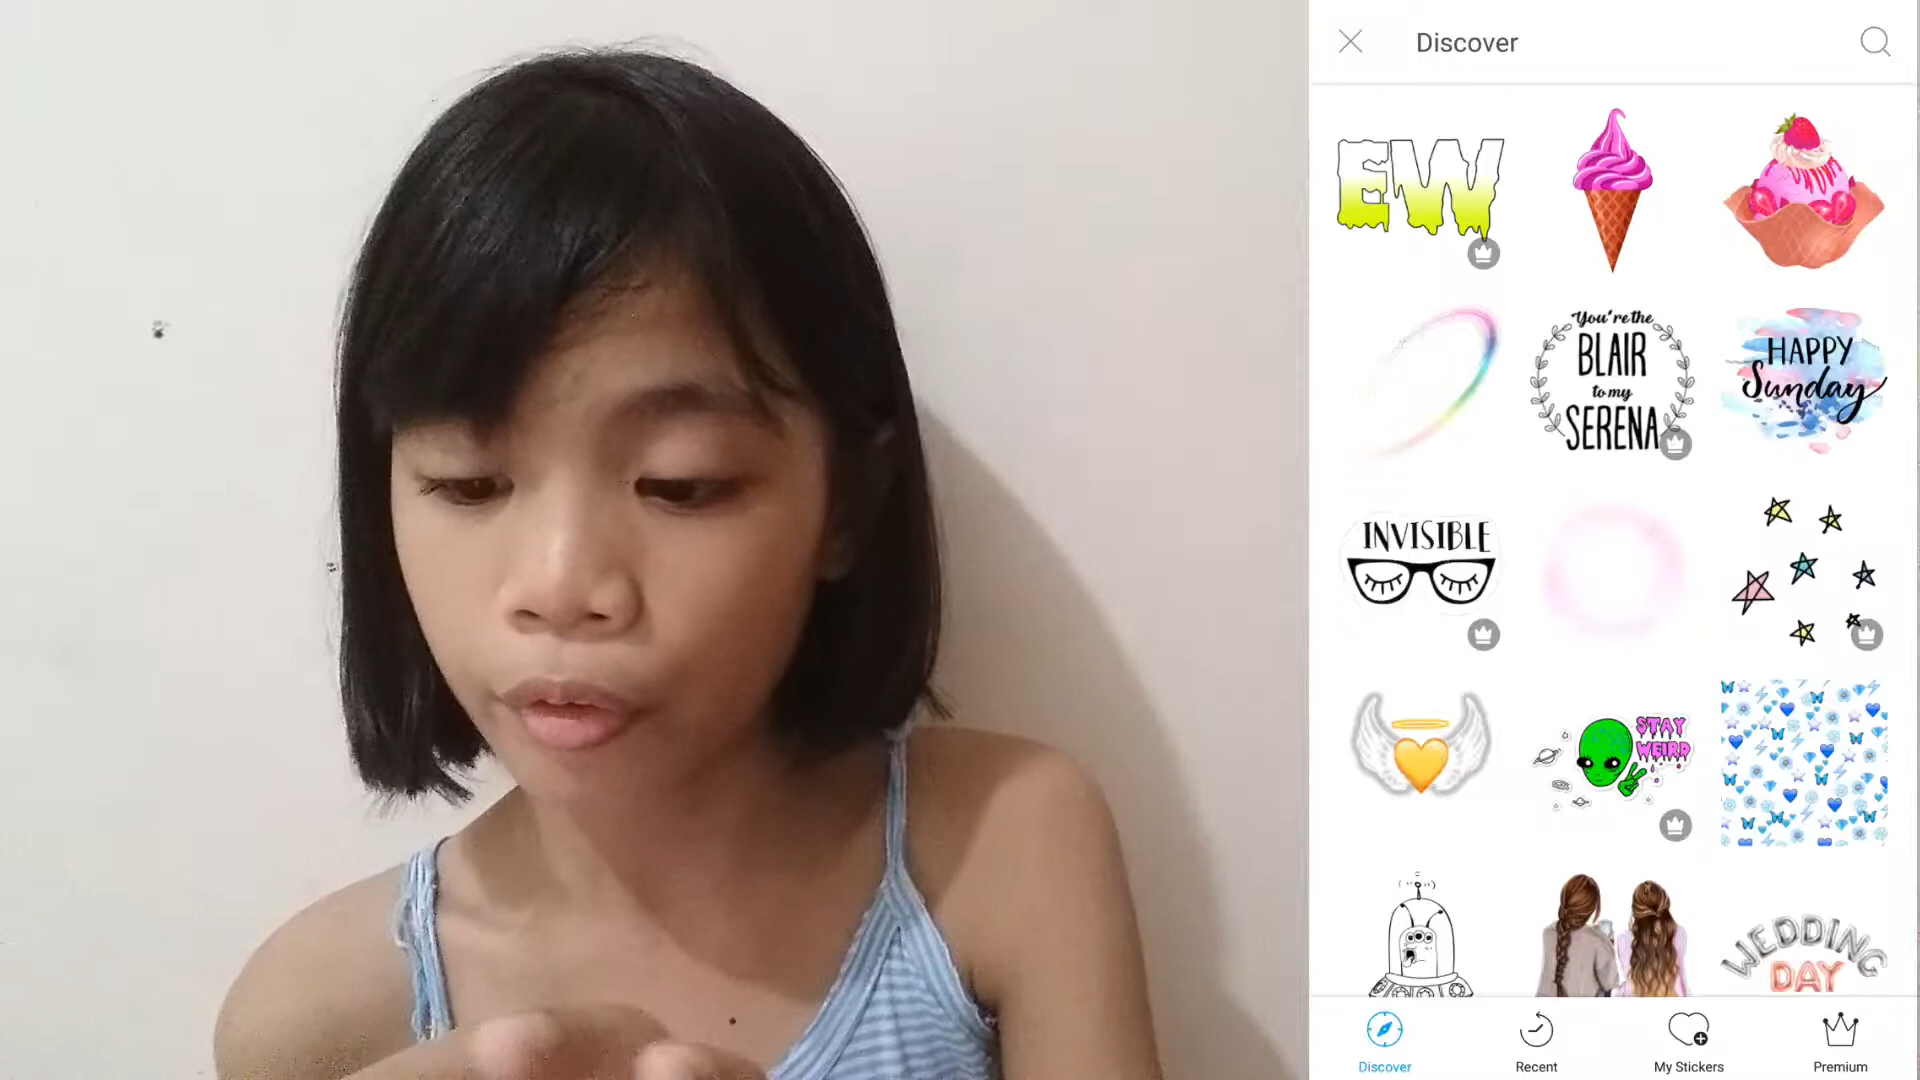 Discover
EW
You're the
BLAIR
to my
SERENA
HAPPY
Sunday
INVISIBLE
STAY
WEIRD
WEDDING
DAY
Discover
Recent
My Stickers
Premium